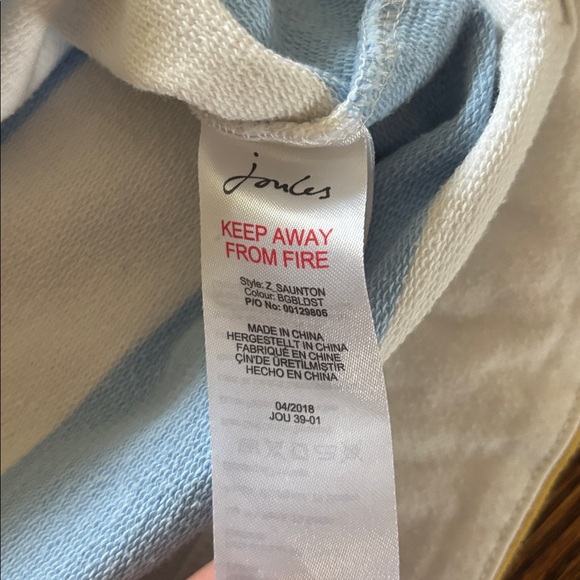 joules
KEEP AWAY
FROM FIRE
Style: Z_SAUNTON
Colour: BGBLDST
P/O No: 00129806
MADE IN CHINA
HERGESTELLT IN CHINA
FABRIQUÉ EN CHINE
ÇIN'DE ÜRETILMIŞTIR
HECHO EN CHINA
04/2018
JOU 39-01